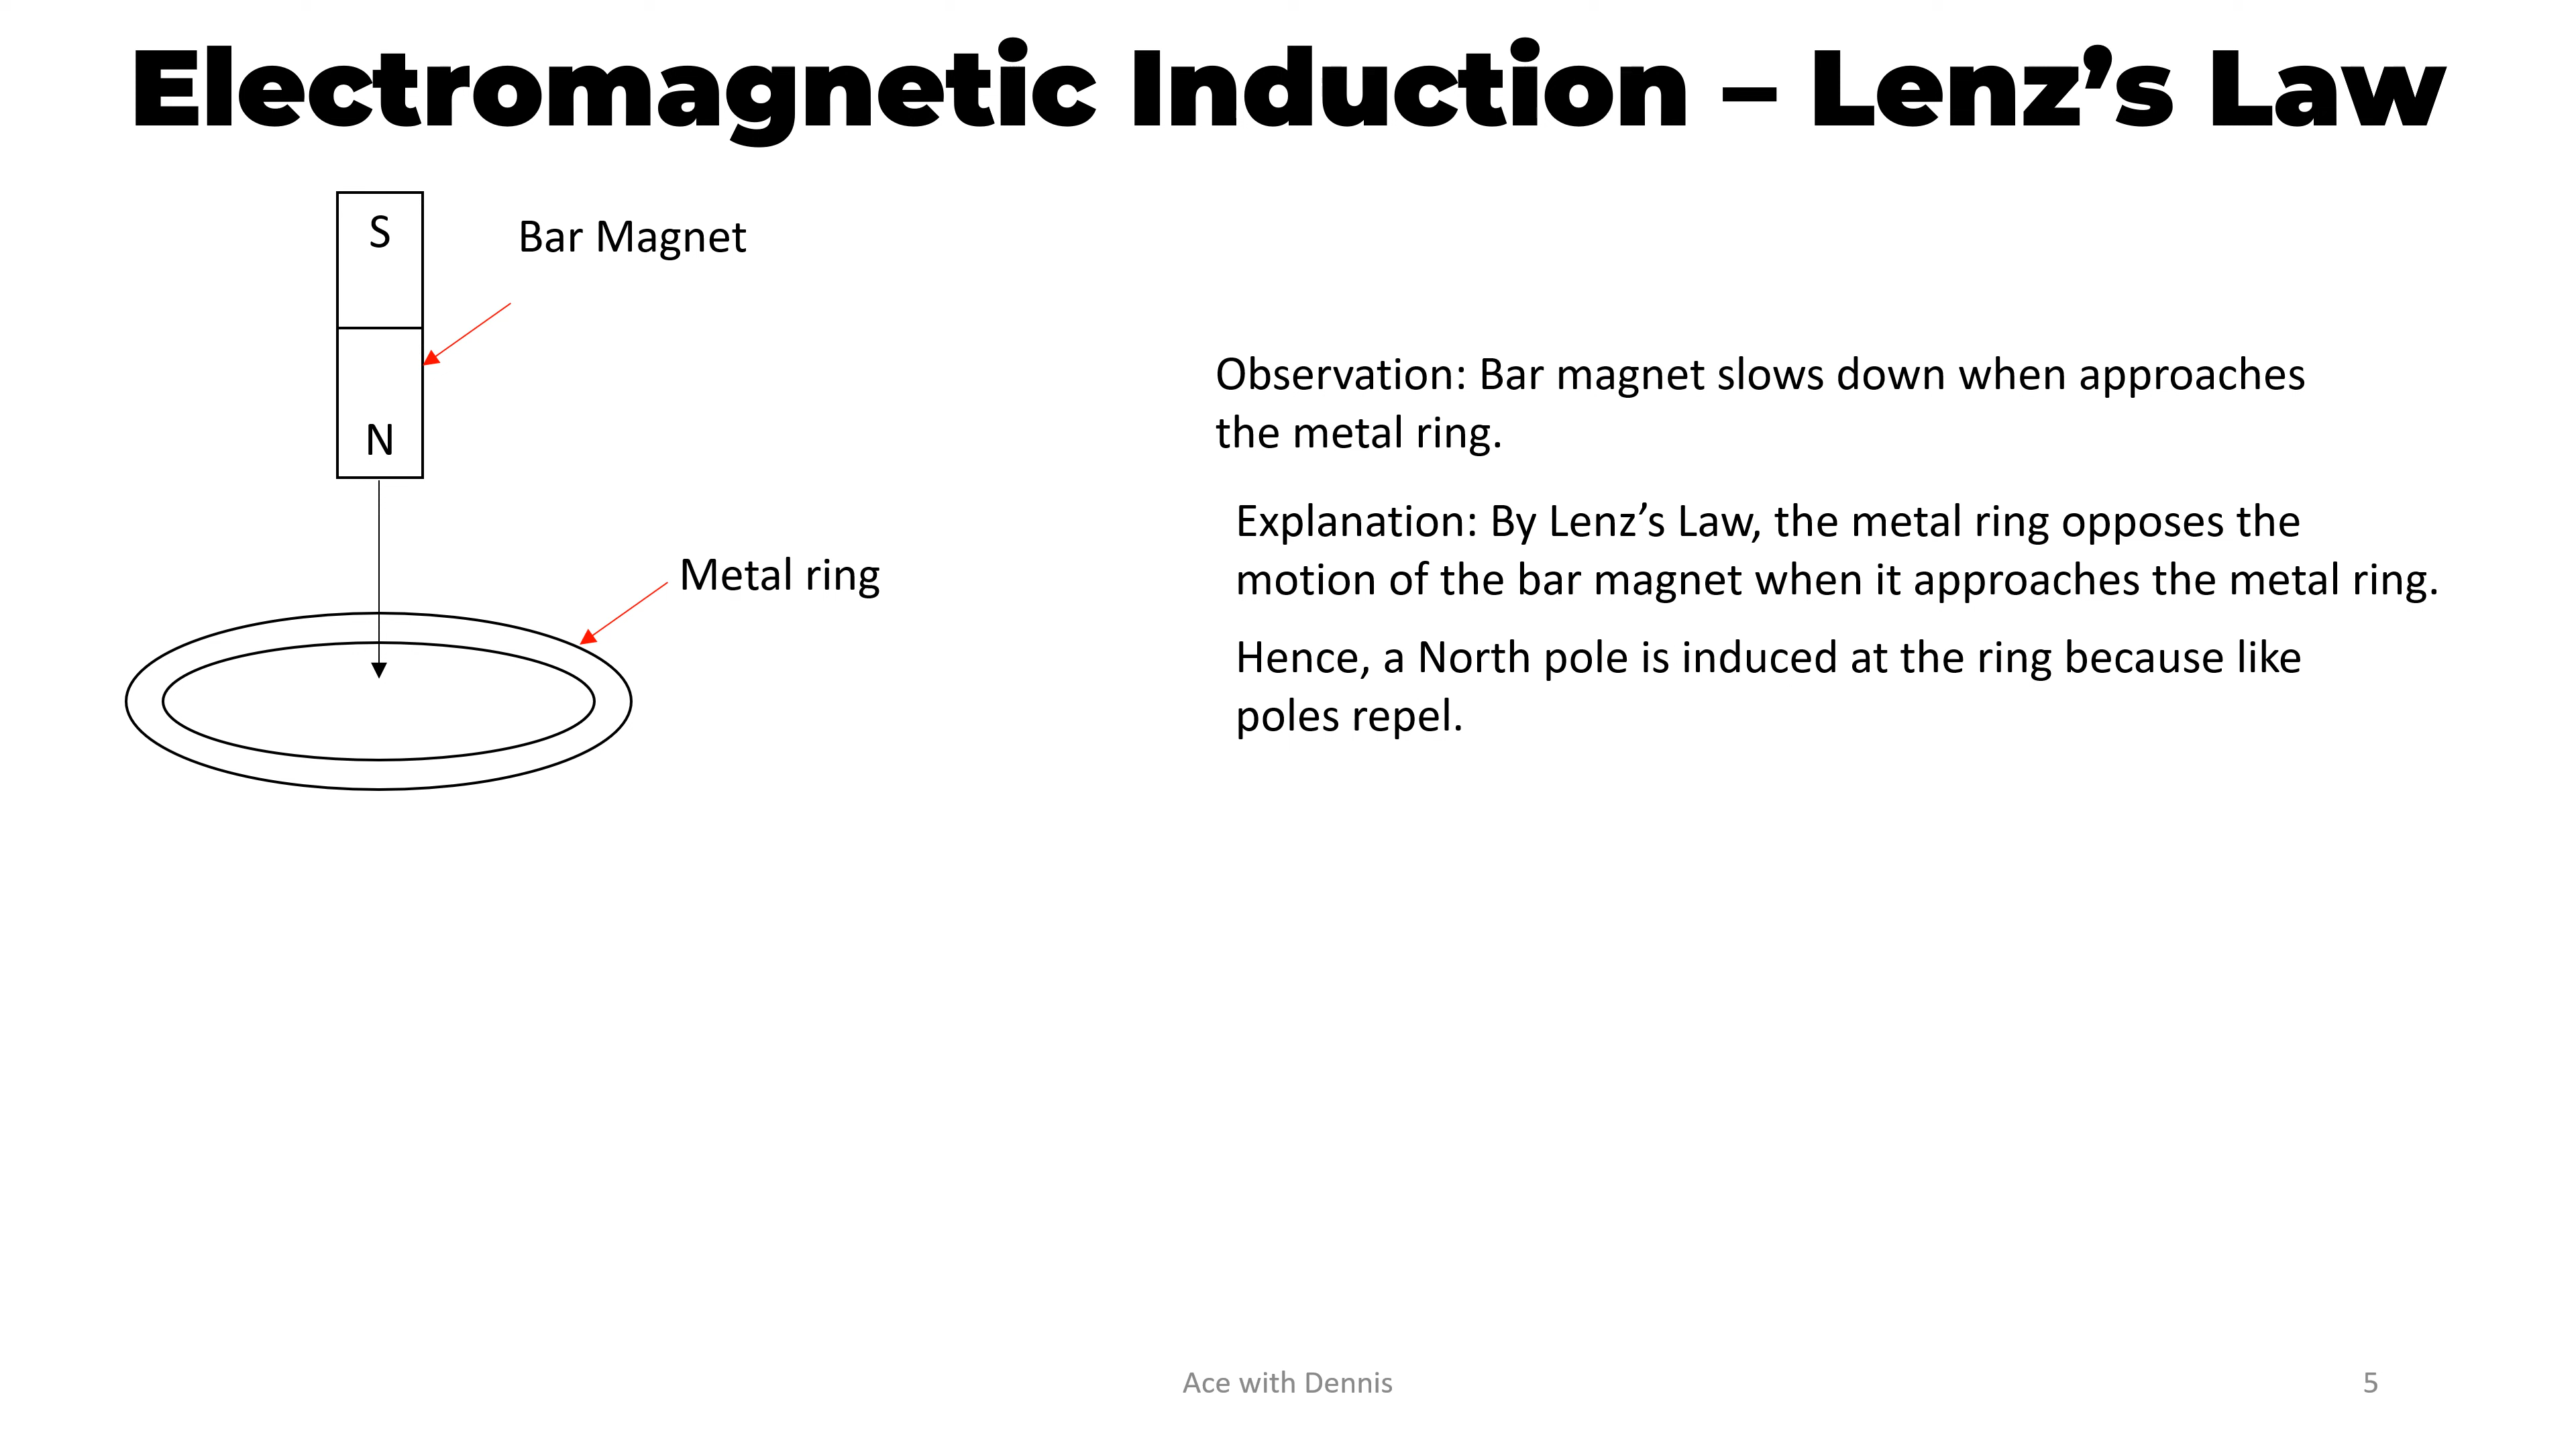 Electromagnetic Induction – Lenz’s Law
S
Bar Magnet
N
Metal ring
Observation: Bar magnet slows down when approaches
the metal ring.
Explanation: By Lenz’s Law, the metal ring opposes the
motion of the bar magnet when it approaches the metal ring.
Hence, a North pole is induced at the ring because like
poles repel.
Ace with Dennis
5